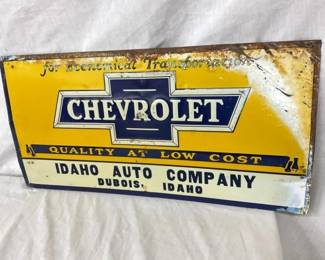 for Economical Transportation
CHEVROLET
QUALITY AT LOW COST
IDAHO AUTO COMPANY
DUBOIS, IDAHO